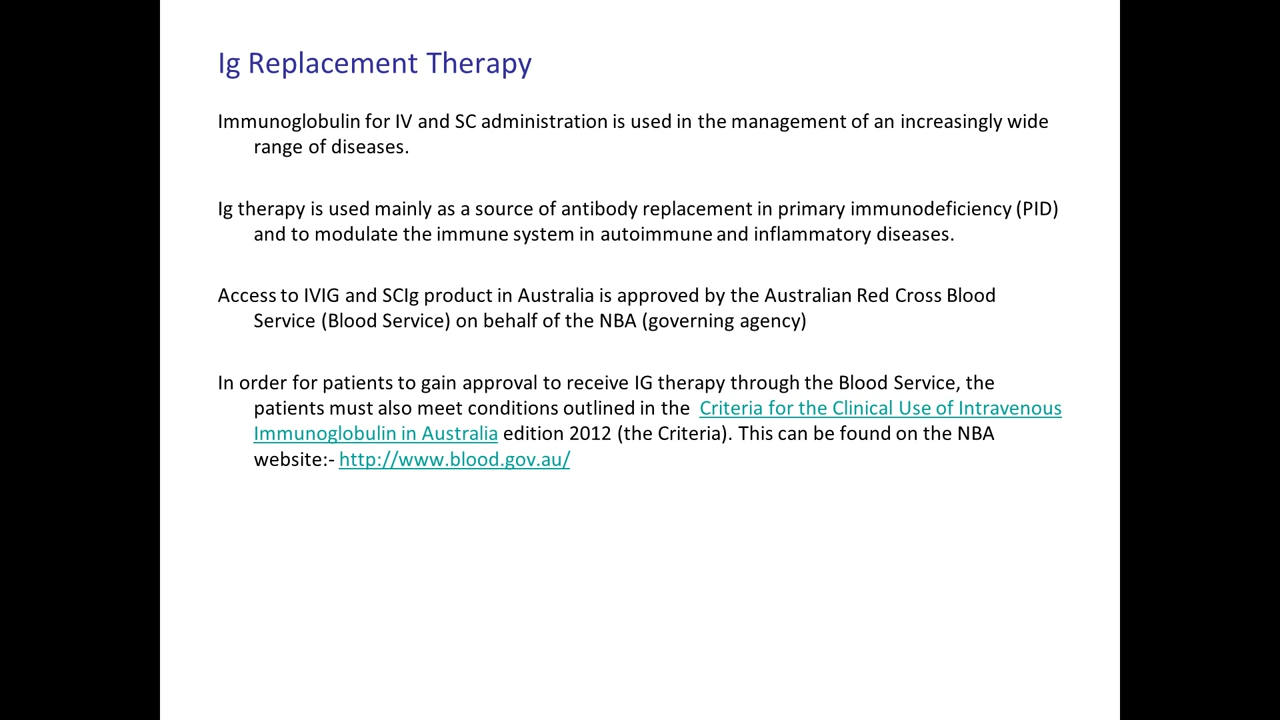 Ig Replacement Therapy
Immunoglobulin for IV and SC administration is used in the management of an increasingly wide
range of diseases.
Ig therapy is used mainly as a source of antibody replacement in primary immunodeficiency (PID)
and to modulate the immune system in autoimmune and inflammatory diseases.
Access to IVIG and SCIg product in Australia is approved by the Australian Red Cross Blood
Service (Blood Service) on behalf of the NBA (governing agency)
In order for patients to gain approval to receive IG therapy through the Blood Service, the
patients must also meet conditions outlined in the Criteria for the Clinical Use of Intravenous
Immunoglobulin in Australia edition 2012 (the Criteria). This can be found on the NBA
website:- http://www.blood.gov.au/